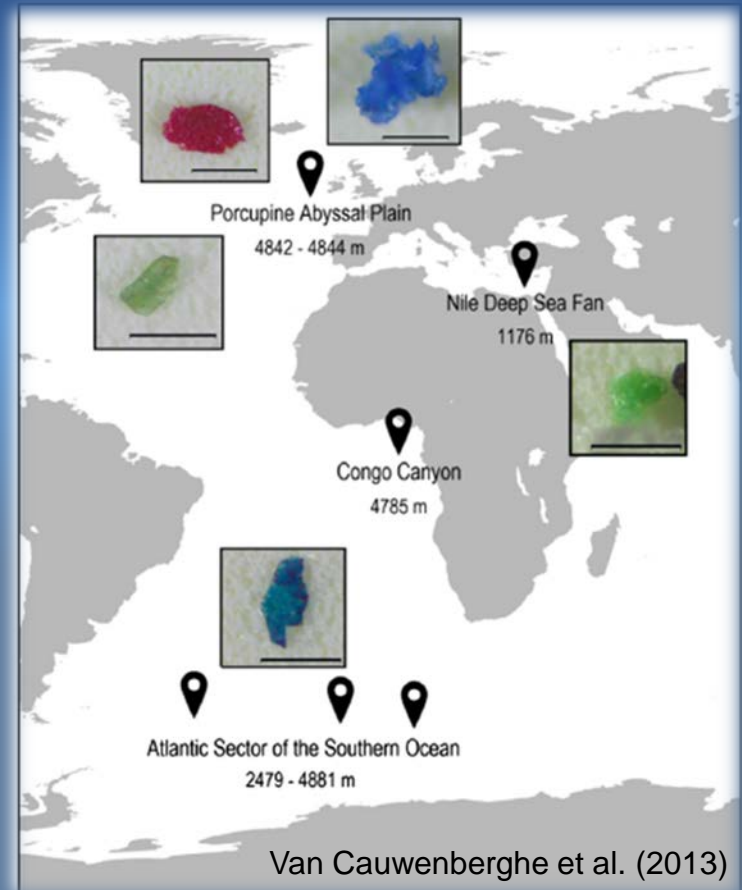 Porcupine Abyssal Plain
4842 - 4844 m
Nile Deep Sea Fan
1176 m
Congo Canyon
4785 m
Atlantic Sector of the Southern Ocean
2479 - 4881 m
Van Cauwenberghe et al. (2013)